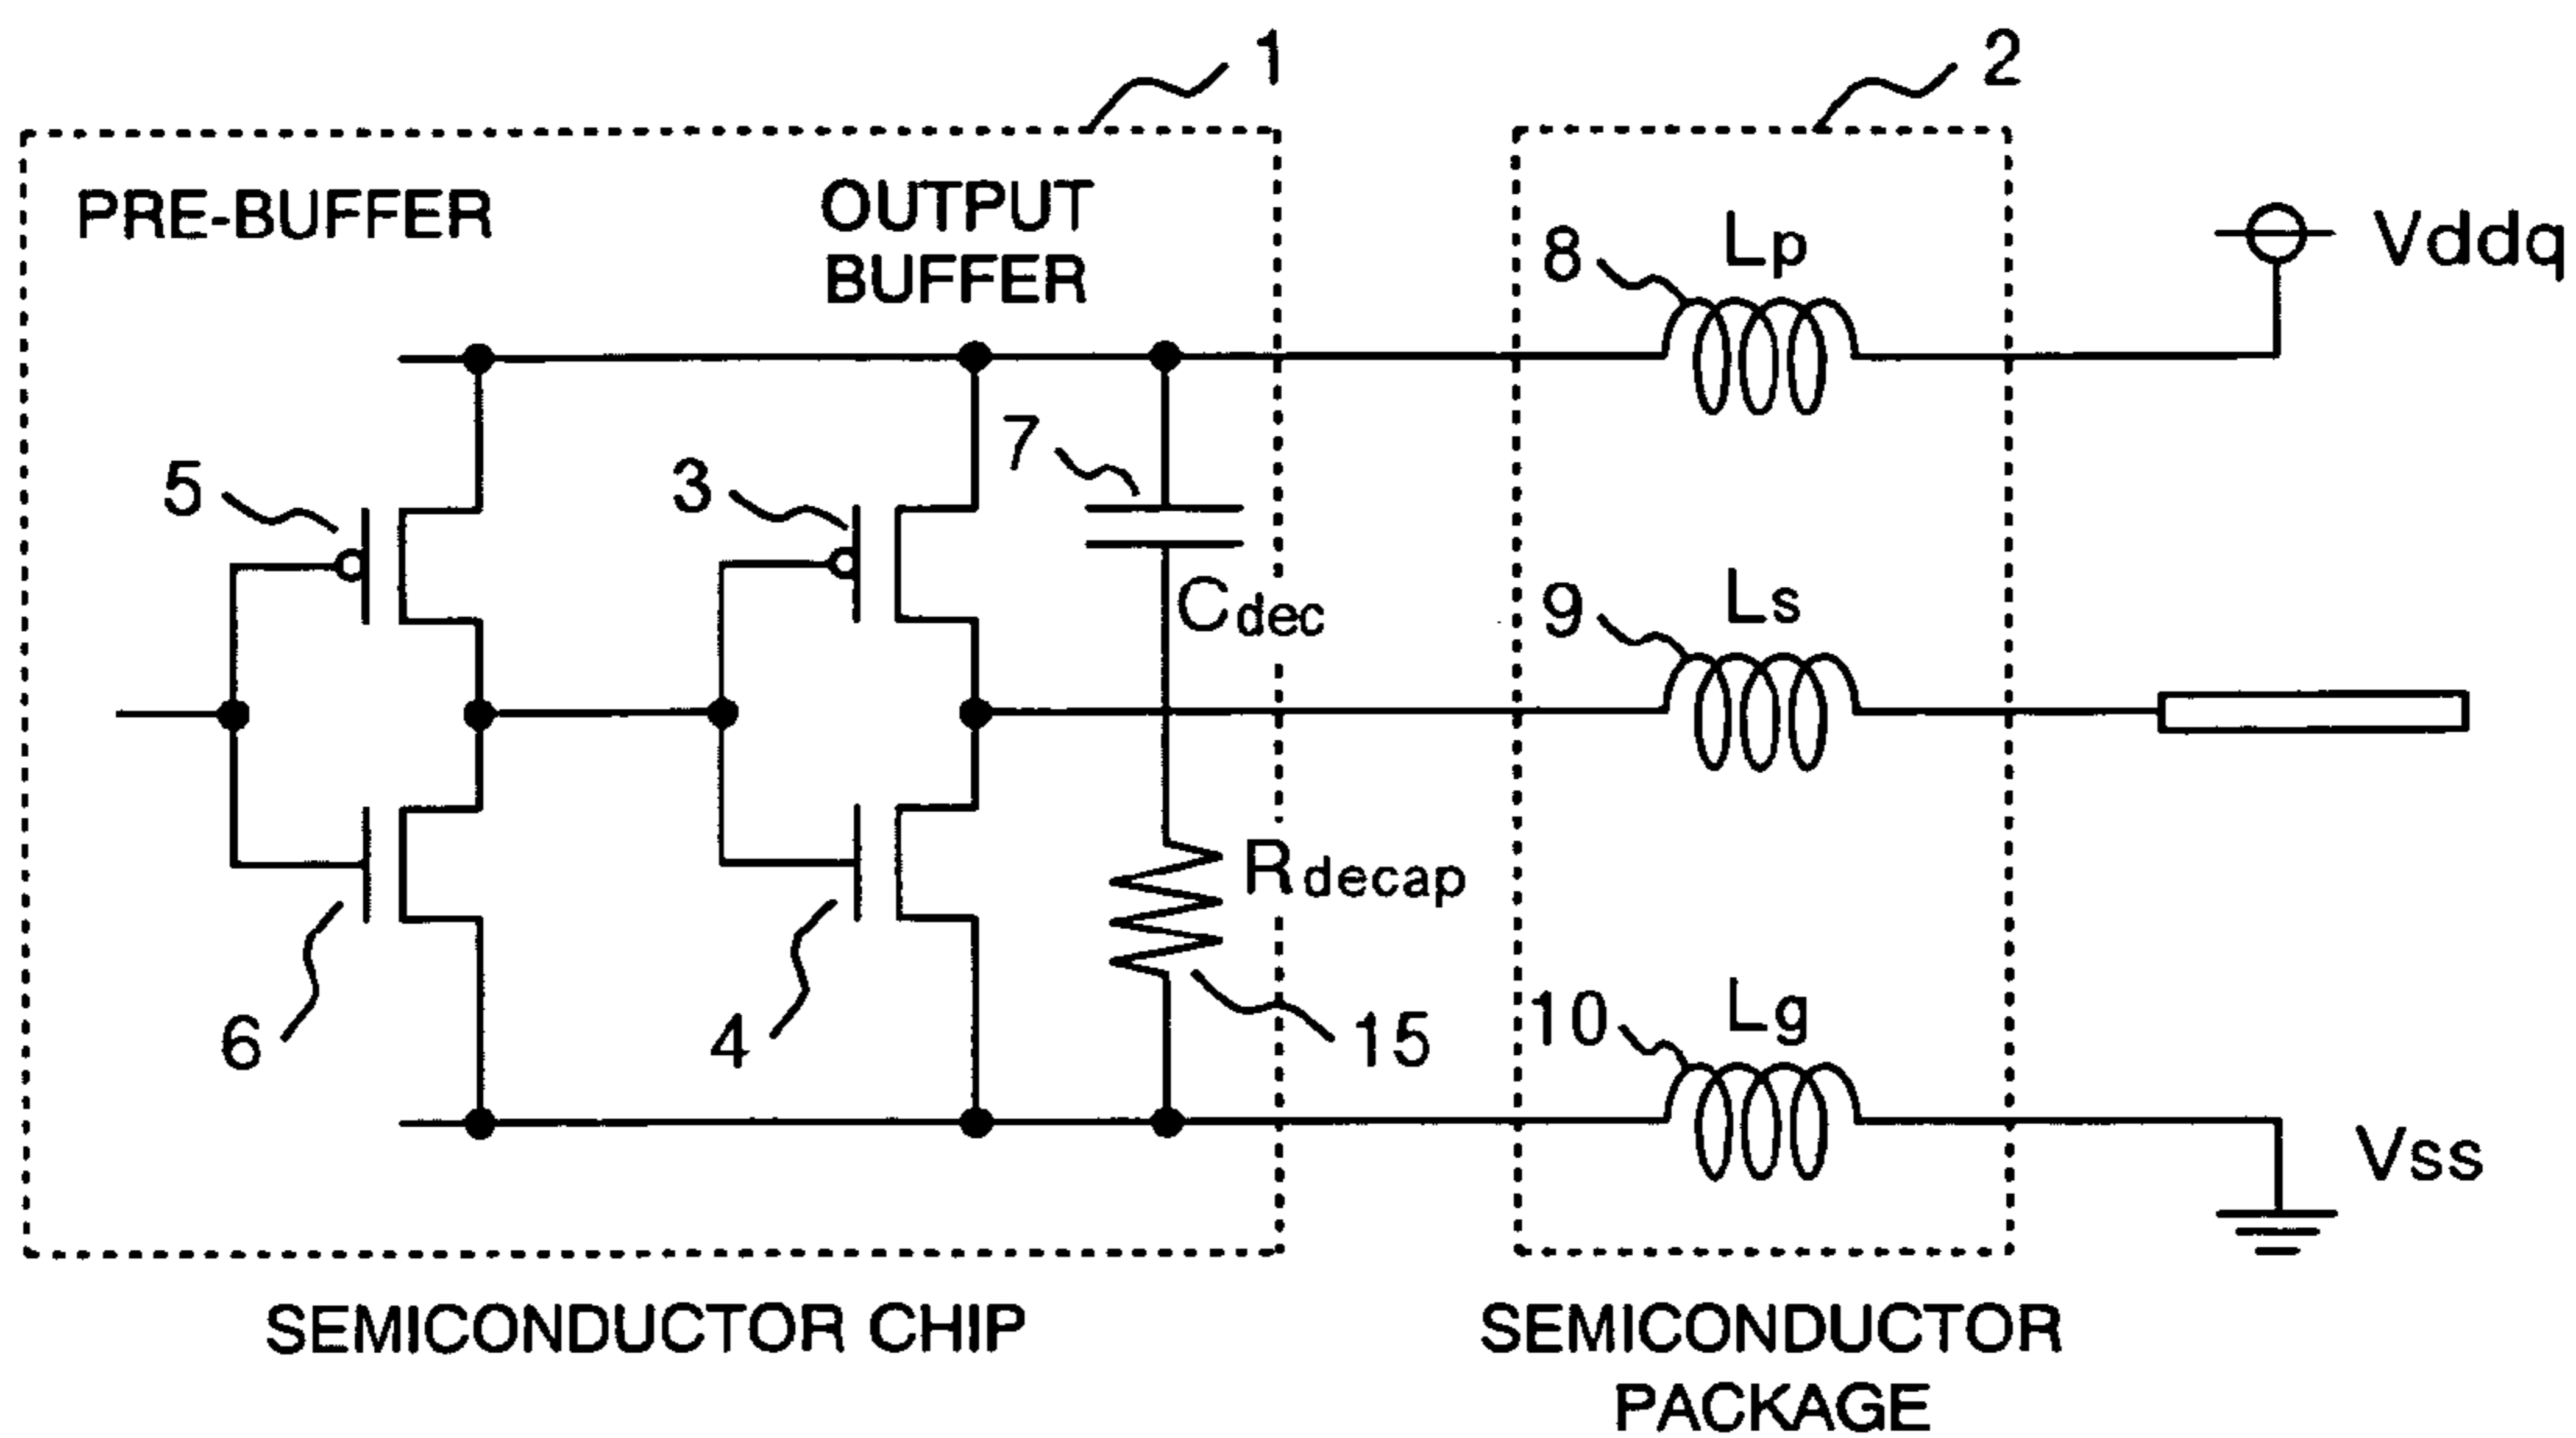 1
2
PRE-BUFFER
OUTPUT
BUFFER
8
Lp
Vddq
5
3
7
Cdec
9
Ls
Rdecap
6
4
15
10
Lg
Vss
SEMICONDUCTOR CHIP
SEMICONDUCTOR
PACKAGE